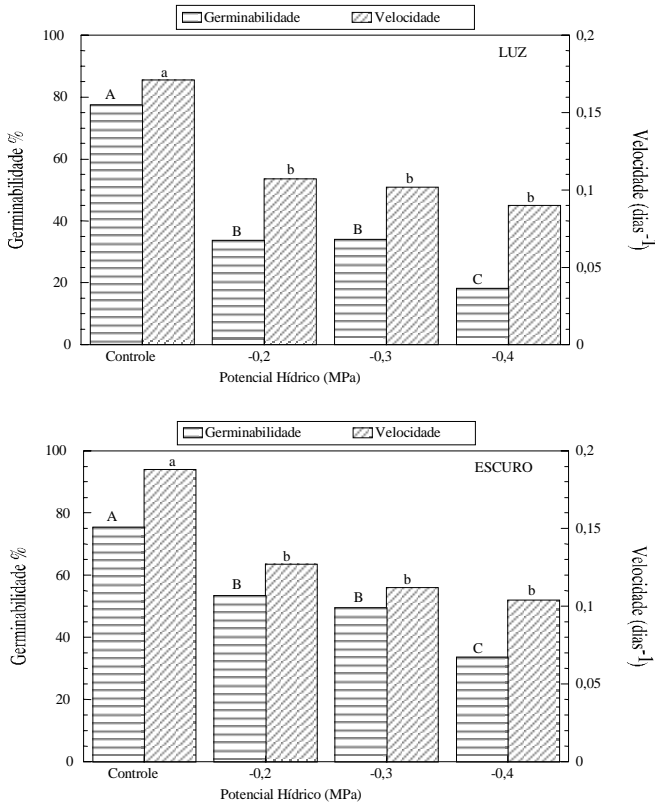 Germinabilidade Velocidade
LUZ
100
80
60
40
20
0
Germinabilidade %
0,2
0,15
0,1
0,05
0
Velocidade (dias-1)
A a
B b
B b
C b
Controle -0,2 -0,3 -0,4
Potencial Hídrico (MPa)
Germinabilidade Velocidade
ESCURO
100
80
60
40
20
0
Germinabilidade %
0,2
0,15
0,1
0,05
0
Velocidade (dias-1)
A a
B b
B b
C b
Controle -0,2 -0,3 -0,4
Potencial Hídrico (MPa)